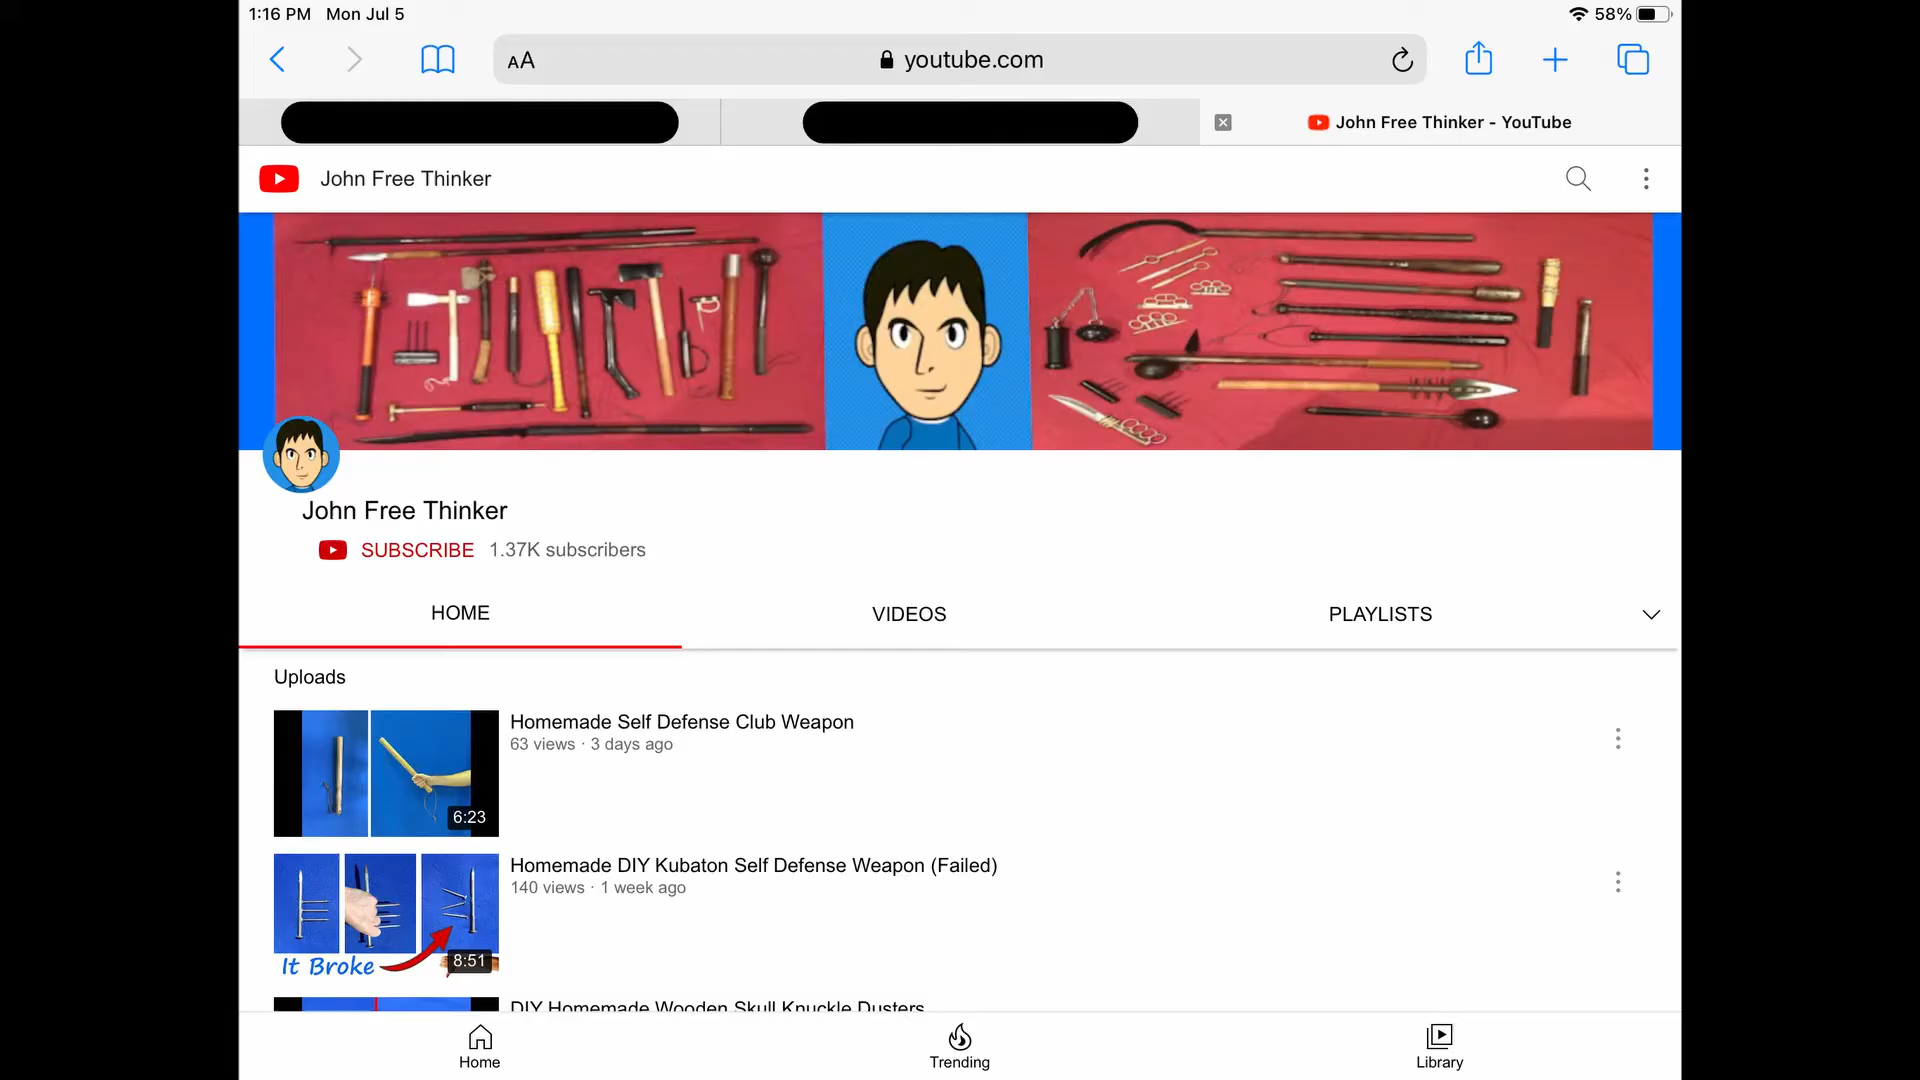 1:16 PM Mon Jul 5
58%
AA
youtube.com
John Free Thinker - YouTube
John Free Thinker
John Free Thinker
SUBSCRIBE 1.37K subscribers
HOME
VIDEOS
PLAYLISTS
Uploads
Homemade Self Defense Club Weapon
63 views · 3 days ago
6:23
Homemade DIY Kubaton Self Defense Weapon (Failed)
140 views · 1 week ago
It Broke
8:51
DIY Homemade Wooden Skull Knuckle Dusters
Home
Trending
Library